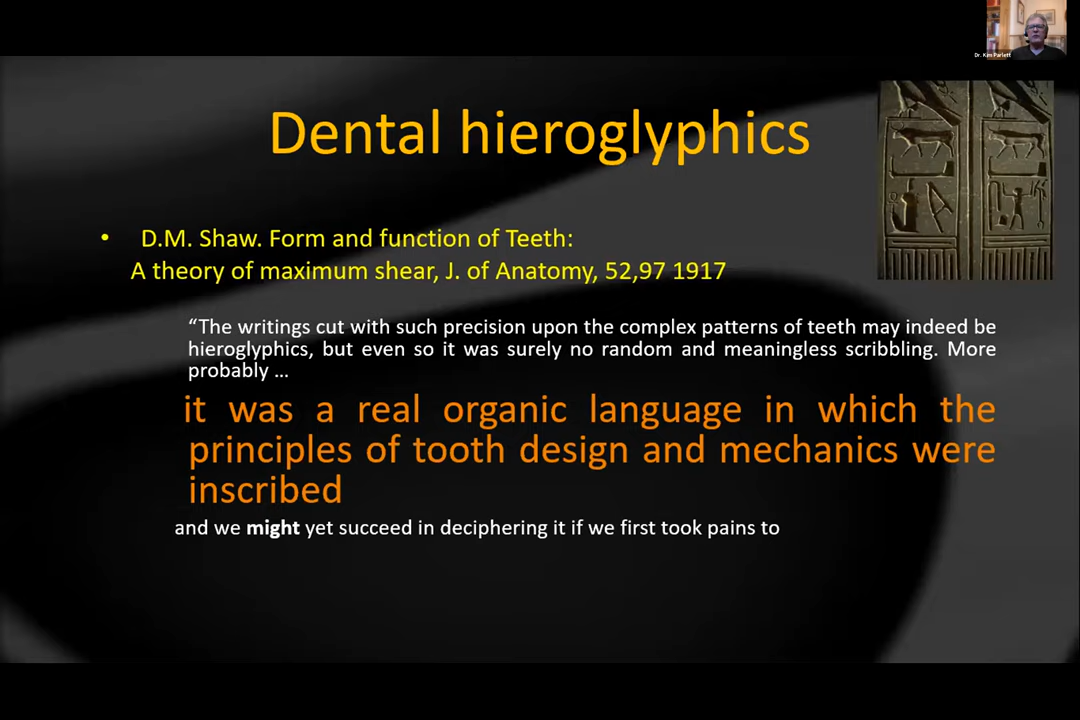 Dr. Kim Parlett
Dental hieroglyphics
• D.M. Shaw. Form and function of Teeth:
A theory of maximum shear, J. of Anatomy, 52,97 1917
“The writings cut with such precision upon the complex patterns of teeth may indeed be
hieroglyphics, but even so it was surely no random and meaningless scribbling. More
probably ...
it was a real organic language in which the
principles of tooth design and mechanics were
inscribed
and we might yet succeed in deciphering it if we first took pains to